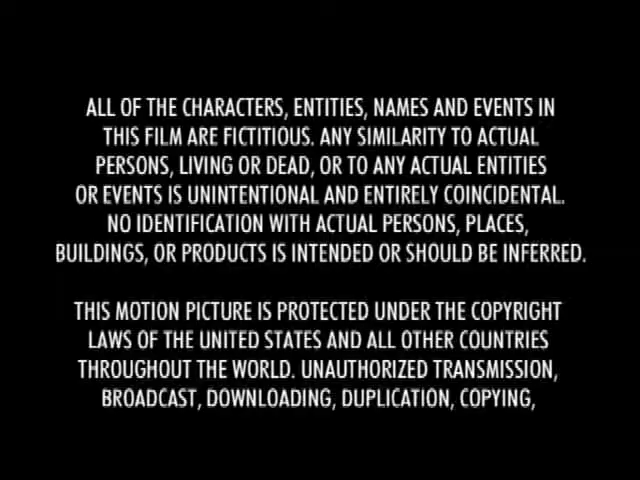 ALL OF THE CHARACTERS, ENTITIES, NAMES AND EVENTS IN
THIS FILM ARE FICTITIOUS. ANY SIMILARITY TO ACTUAL
PERSONS, LIVING OR DEAD, OR TO ANY ACTUAL ENTITIES
OR EVENTS IS UNINTENTIONAL AND ENTIRELY COINCIDENTAL.
NO IDENTIFICATION WITH ACTUAL PERSONS, PLACES,
BUILDINGS, OR PRODUCTS IS INTENDED OR SHOULD BE INFERRED.
THIS MOTION PICTURE IS PROTECTED UNDER THE COPYRIGHT
LAWS OF THE UNITED STATES AND ALL OTHER COUNTRIES
THROUGHOUT THE WORLD. UNAUTHORIZED TRANSMISSION,
BROADCAST, DOWNLOADING, DUPLICATION, COPYING,